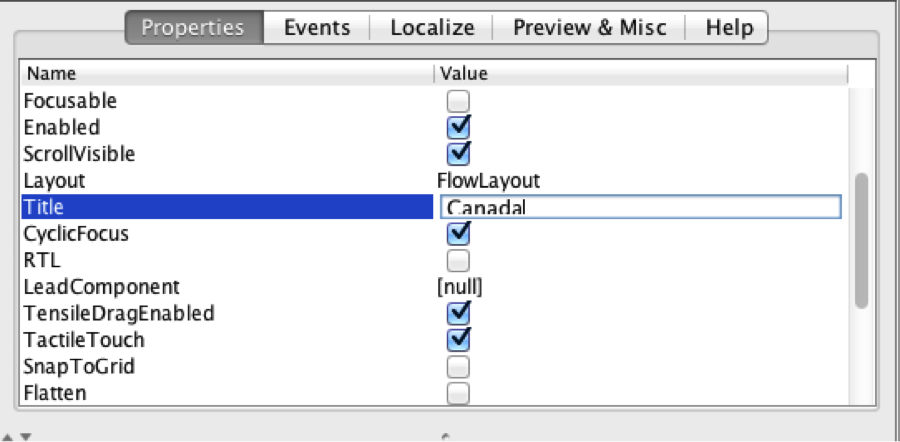 Properties Events Localize Preview & Misc Help
Name Value
Focusable
Enabled
ScrollVisible
Layout FlowLayout
Title Canada
CyclicFocus
RTL
LeadComponent [null]
TensileDragEnabled
TactileTouch
SnapToGrid
Flatten